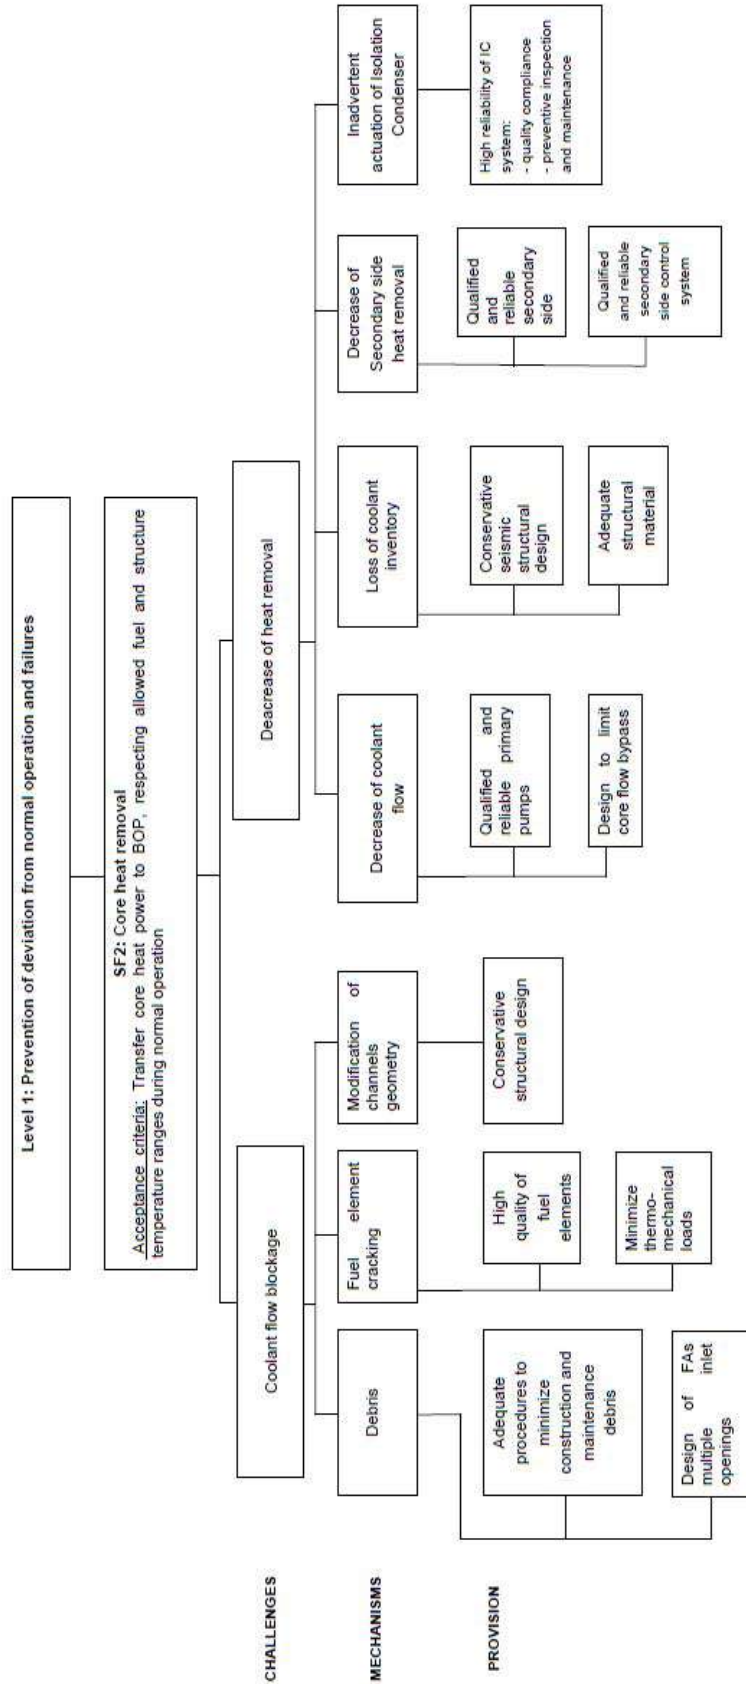 Level 1: Prevention of deviation from normal operation and failures
SF2: Core heat removal
Acceptance criteria: Transfer core heat power to BOP, respecting allowed fuel and structure
temperature ranges during normal operation
CHALLENGES
Coolant flow blockage
Deacrease of heat removal
MECHANISMS
Debris
Fuel element
cracking
Modification of
channels
geometry
Decrease of coolant
flow
Loss of coolant
inventory
Decrease of
Secondary side
heat removal
Inadvertent
actuation of Isolation
Condenser
PROVISION
Adequate
procedures to
minimize
construction and
maintenance
debris
Design of FAs
multiple inlet
openings
High
quality of
fuel
elements
Minimize
thermo-
mechanical
loads
Conservative
structural design
Qualified and
reliable primary
pumps
Design to limit
core flow bypass
Conservative
seismic
structural
design
Adequate
structural
material
Qualified
and
reliable
secondary
side
Qualified
and reliable
secondary
side control
system
High reliability of IC
system:
- quality compliance
- preventive inspection
and maintenance